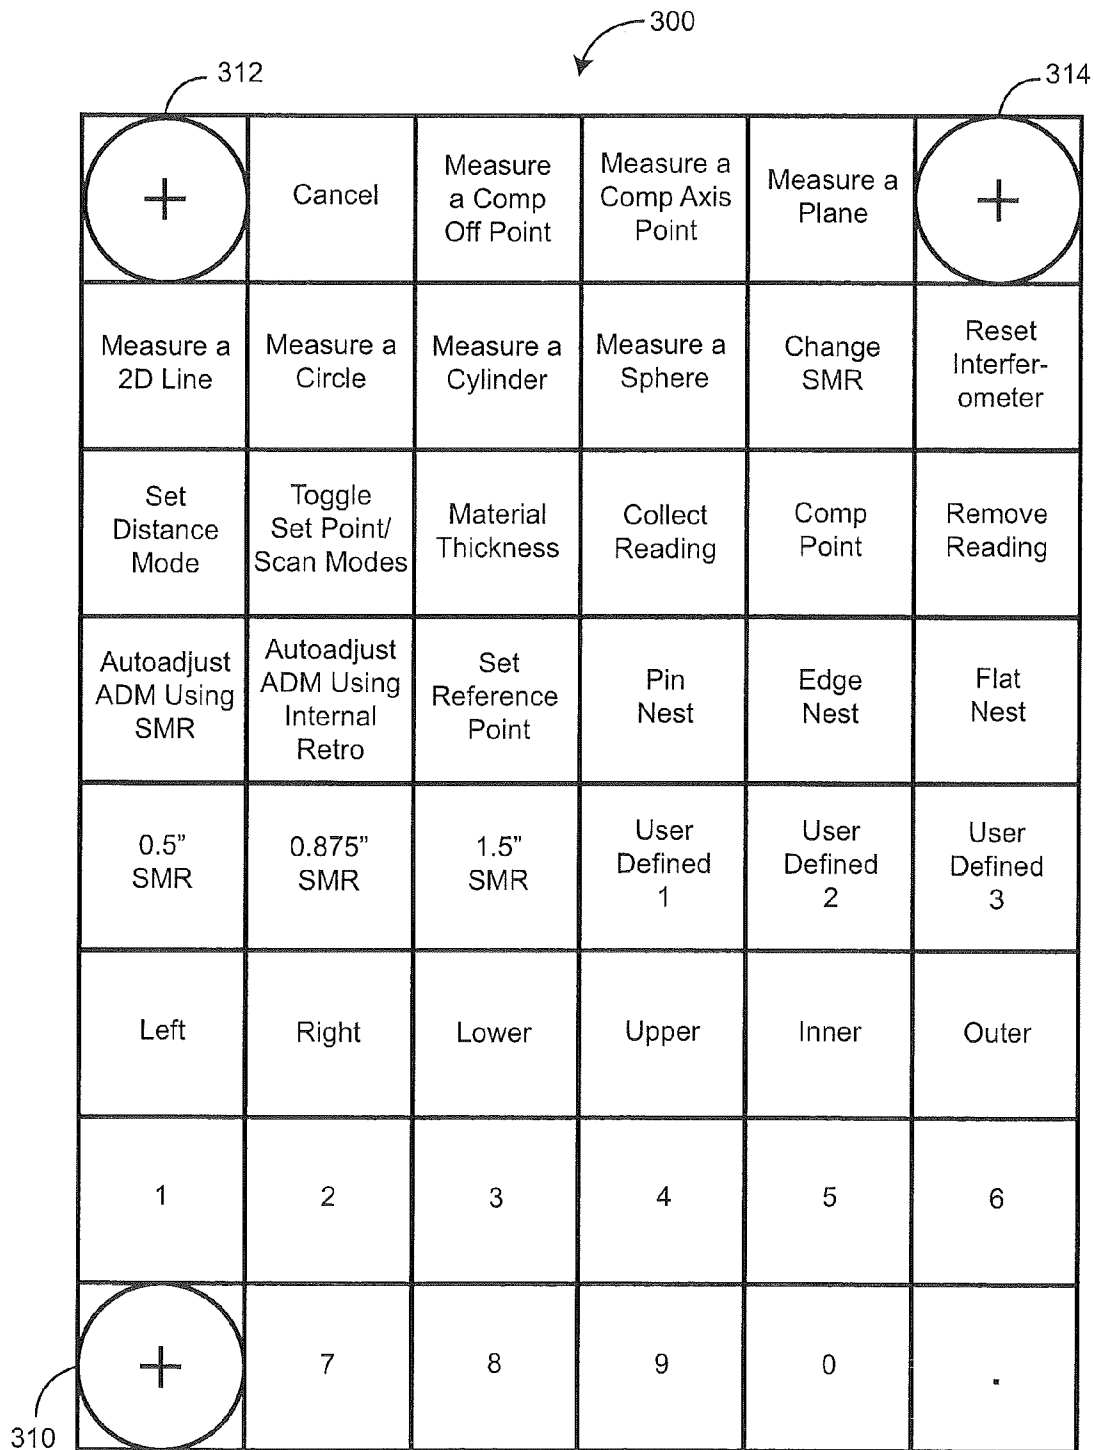 300
312
314
+
Cancel
Measure
a Comp
Off Point
Measure a
Comp Axis
Point
Measure a
Plane
+
Measure a
2D Line
Measure a
Circle
Measure a
Cylinder
Measure a
Sphere
Change
SMR
Reset
Interfer-
ometer
Set
Distance
Mode
Toggle
Set Point/
Scan Modes
Material
Thickness
Collect
Reading
Comp
Point
Remove
Reading
Autoadjust
ADM Using
SMR
Autoadjust
ADM Using
Internal
Retro
Set
Reference
Point
Pin
Nest
Edge
Nest
Flat
Nest
0.5”
SMR
0.875”
SMR
1.5”
SMR
User
Defined
1
User
Defined
2
User
Defined
3
Left
Right
Lower
Upper
Inner
Outer
1
2
3
4
5
6
+
7
8
9
0
.
310